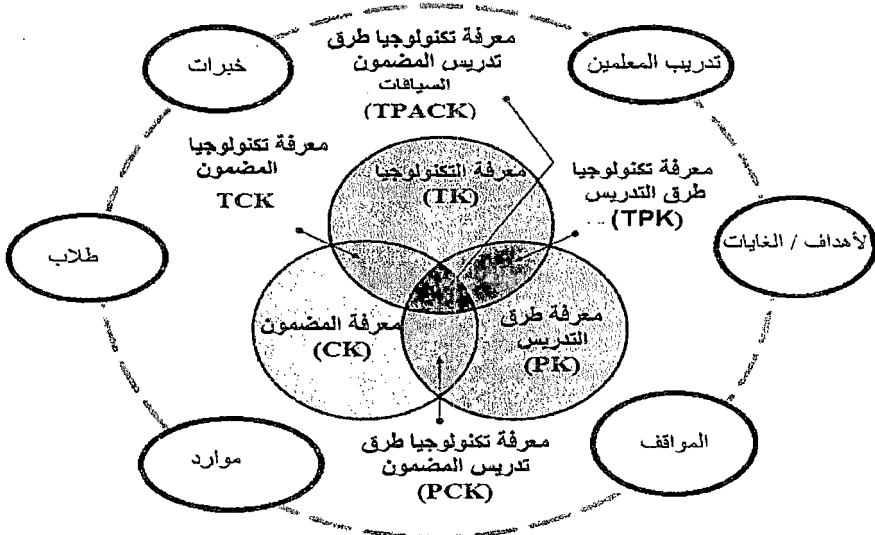 معرفة تكنولوجيا طرق
تدريس المضمون
السياقات
(TPACK)
تدريب المعلمين
خبرات
معرفة تكنولوجيا
المضمون
TCK
معرفة التكنولوجيا
(TK)
معرفة تكنولوجيا
طرق التدريس
(TPK)
لأهداف / الغايات
طلاب
معرفة طرق
التدريس
(PK)
معرفة المضمون
(CK)
المواقف
معرفة تكنولوجيا طرق
تدريس المضمون
(PCK)
موارد